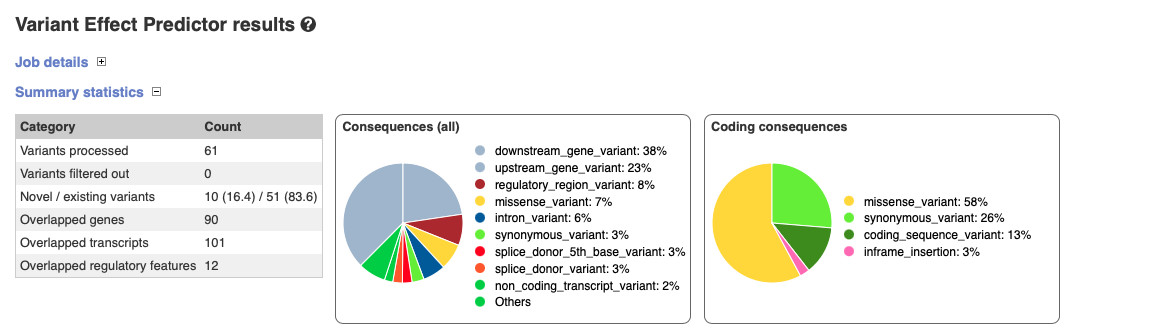 Variant Effect Predictor results ?
Job details
Summary statistics
Category Count
Variants processed 61
Variants filtered out 0
Novel / existing variants 10 (16.4) / 51 (83.6)
Overlapped genes 90
Overlapped transcripts 101
Overlapped regulatory features 12
Consequences (all)
downstream_gene_variant: 38%
upstream_gene_variant: 23%
regulatory_region_variant: 8%
missense_variant: 7%
intron_variant: 6%
synonymous_variant: 3%
splice_donor_5th_base_variant: 3%
splice_donor_variant: 3%
non_coding_transcript_variant: 2%
Others
Coding consequences
missense_variant: 58%
synonymous_variant: 26%
coding_sequence_variant: 13%
inframe_insertion: 3%